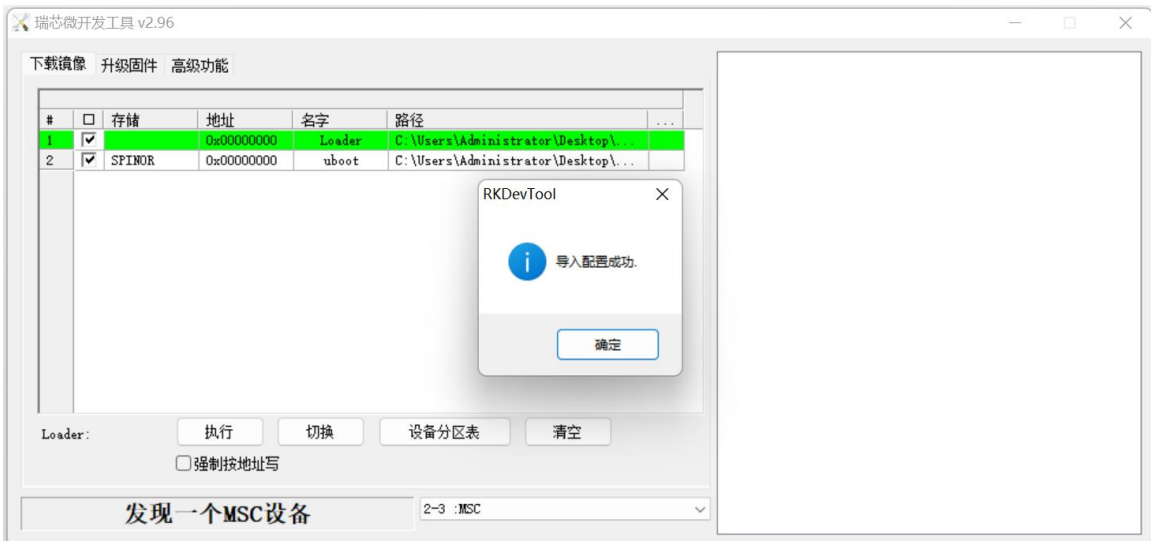 瑞芯微开发工具 v2.96
下载镜像 升级固件 高级功能
# 存储 地址 名字 路径 ...
1 0x00000000 Loader C:\Users\Administrator\Desktop\...
2 SPINOR 0x00000000 uboot C:\Users\Administrator\Desktop\...
RKDevTool
导入配置成功.
确定
Loader: 执行 切换 设备分区表 清空
强制按地址写
发现一个MSC设备 2-3 :MSC